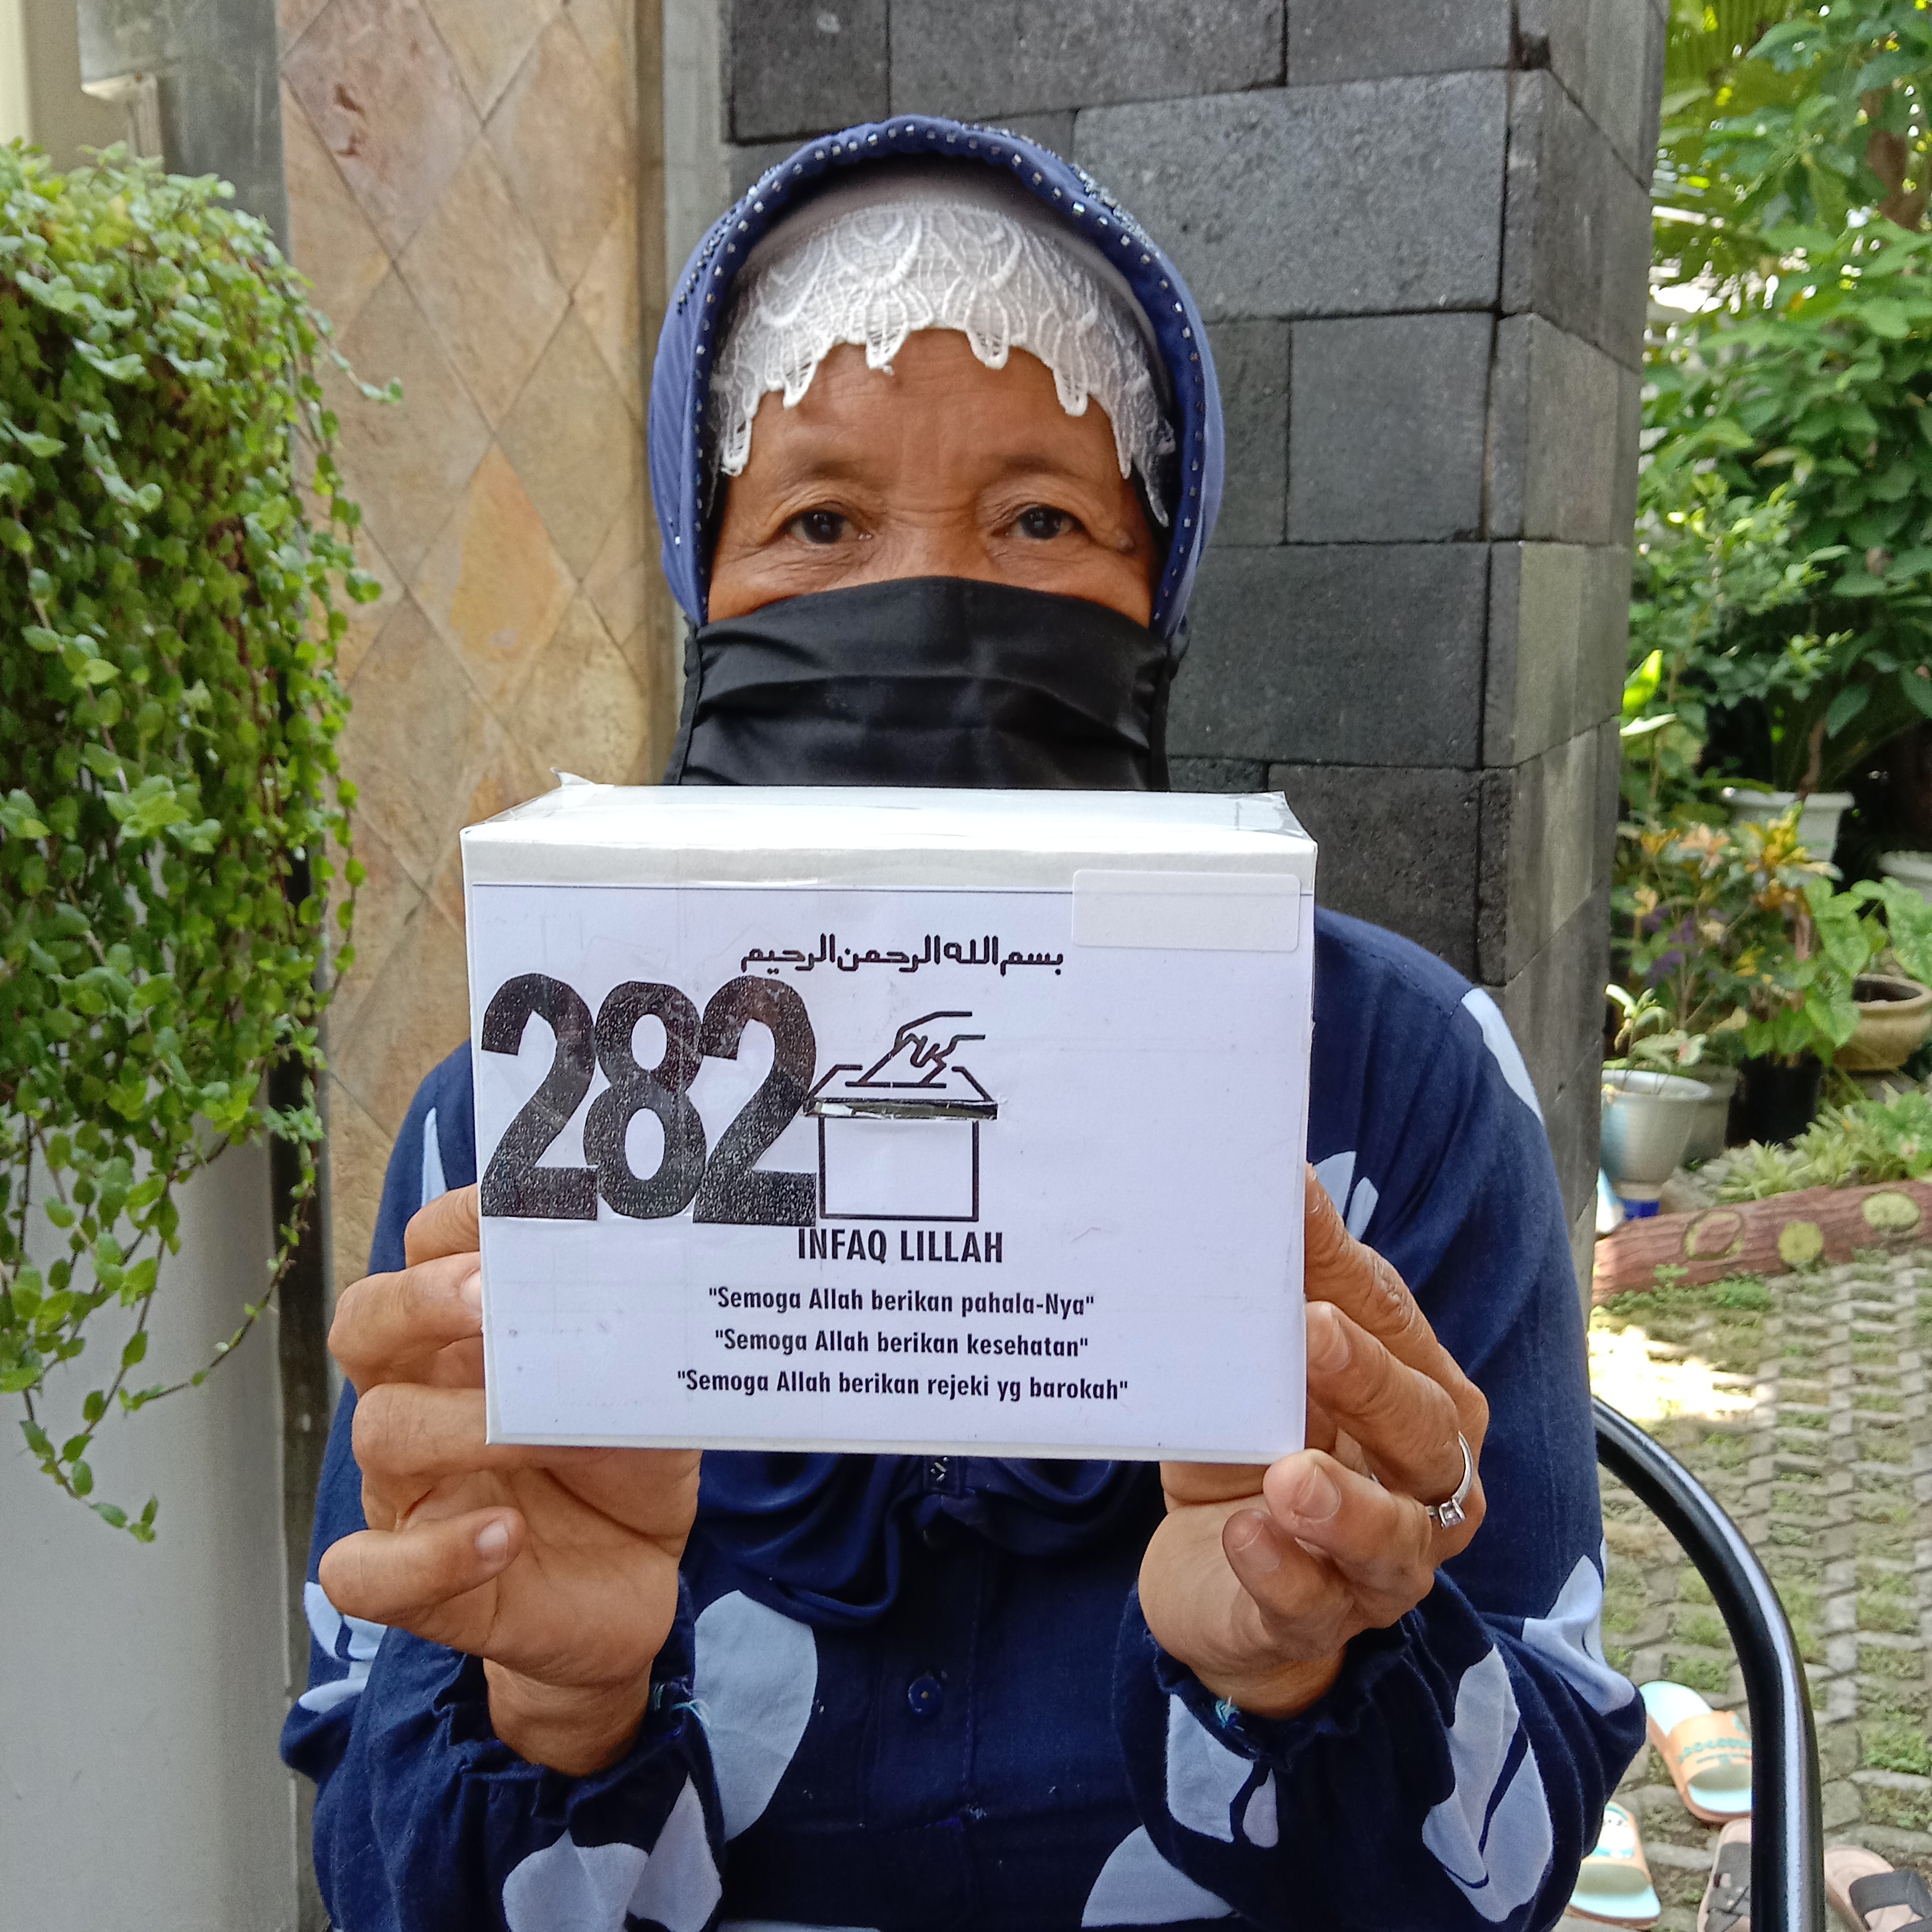 بسم الله الرحمن الرحيم
282
INFAQ LILLAH
"Semoga Allah berikan pahala-Nya"
"Semoga Allah berikan kesehatan"
"Semoga Allah berikan rejeki yg barokah"